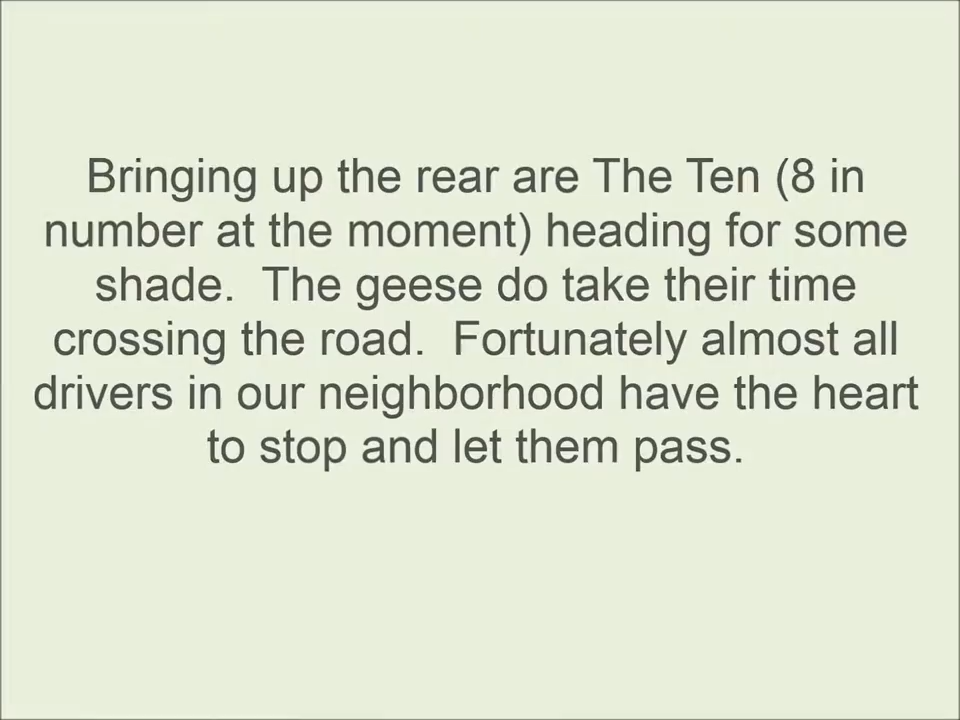 Bringing up the rear are The Ten (8 in
number at the moment) heading for some
shade.  The geese do take their time
crossing the road.  Fortunately almost all
drivers in our neighborhood have the heart
to stop and let them pass.